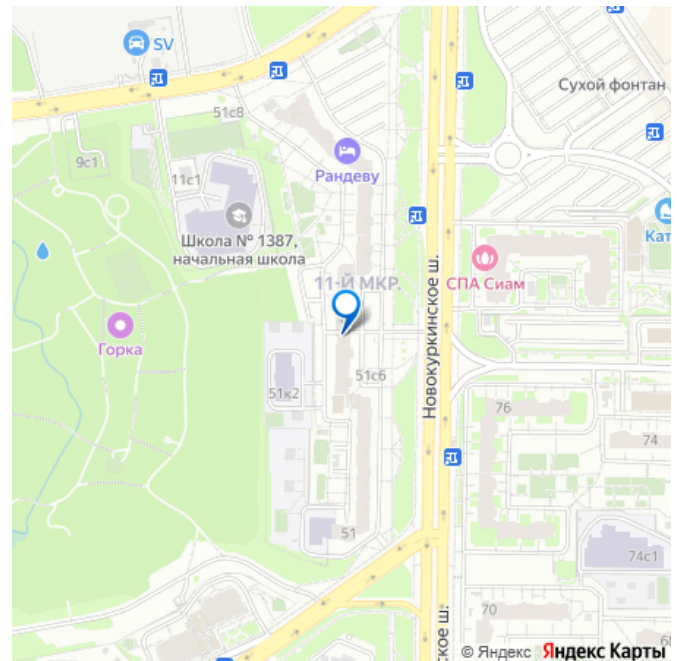 SV
Сухой фонтан
51с8
9с1
11с1
Рандеву
Школа № 1387,
начальная школа
Кат
СПА Сиам
11-Й МКР.
Новокуркинское ш.
Горка
51с6
51к2
76
74
51
74с1
70
ское ш.
© Яндекс Яндекс Карты